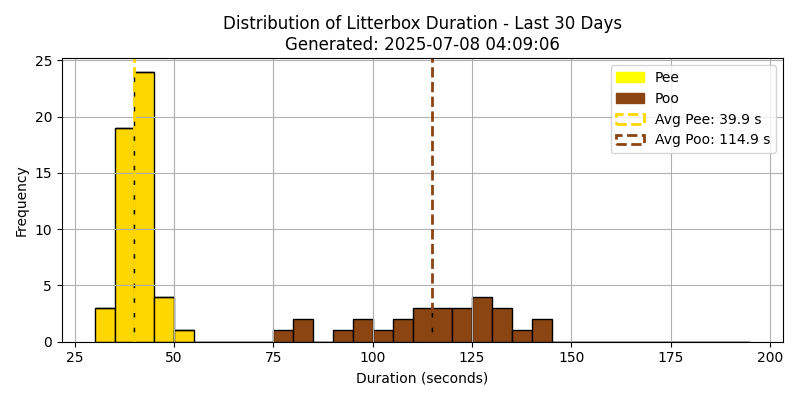 Distribution of Litterbox Duration - Last 30 Days
Generated: 2025-07-08 04:09:06
Pee
Poo
Avg Pee: 39.9 s
Avg Poo: 114.9 s
Frequency
25
20
15
10
5
0
25 50 75 100 125 150 175 200
Duration (seconds)